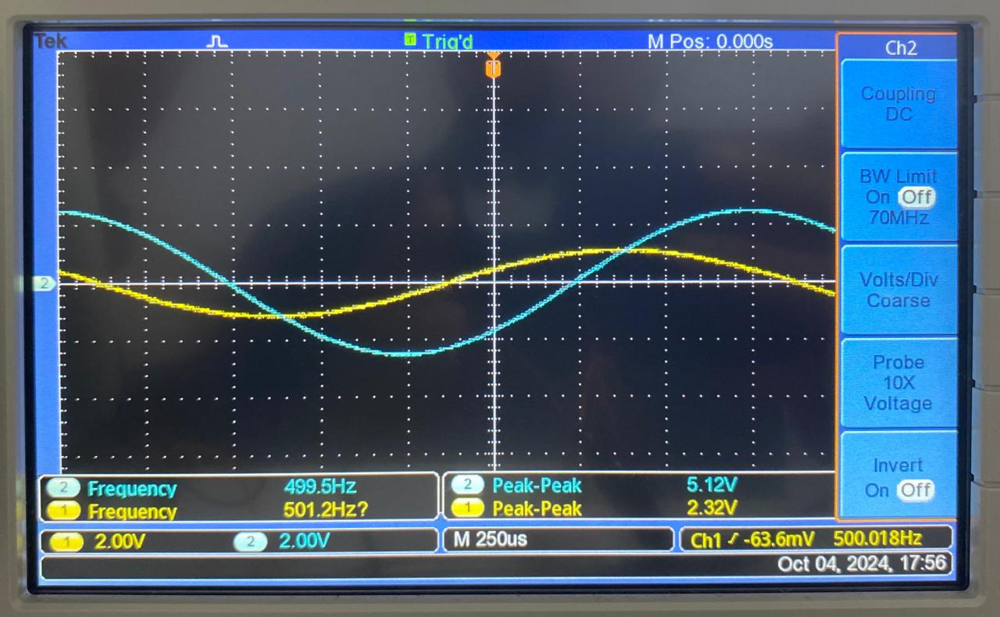 Tek T Trig'd M Pos: 0.000s
Ch2
Coupling
DC
BW Limit
On Off
70MHz
2
Volts/Div
Coarse
Probe
10X
Voltage
Invert
On Off
2 Frequency 499.5Hz
1 Frequency 501.2Hz?
2 Peak-Peak 5.12V
1 Peak-Peak 2.32V
1 2.00V 2 2.00V M 250us Ch1 -63.6mV 500.018Hz
Oct 04, 2024, 17:56